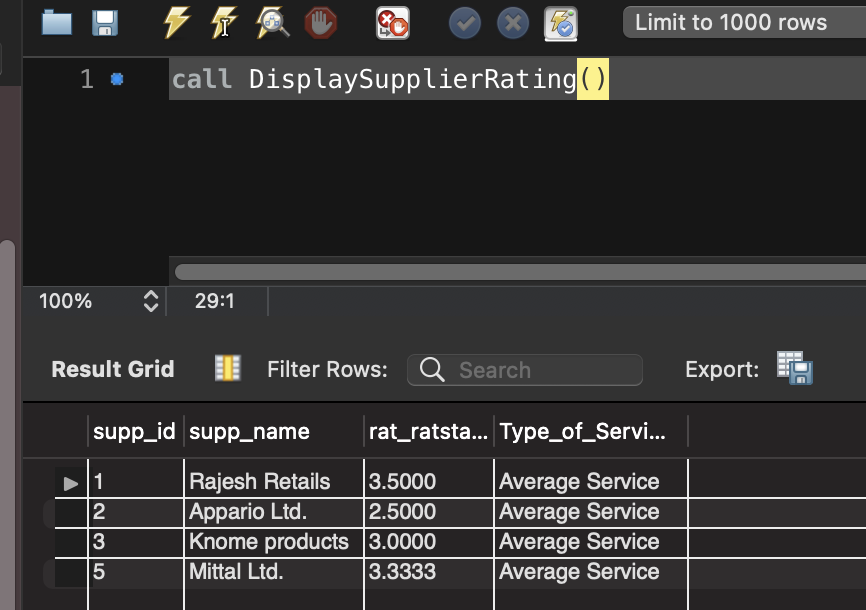 Limit to 1000 rows
1 call DisplaySupplierRating()
100% 29:1
Result Grid Filter Rows: Search Export:
supp_id supp_name rat_ratsta... Type_of_Servi...
1 Rajesh Retails 3.5000 Average Service
2 Appario Ltd. 2.5000 Average Service
3 Knome products 3.0000 Average Service
5 Mittal Ltd. 3.3333 Average Service